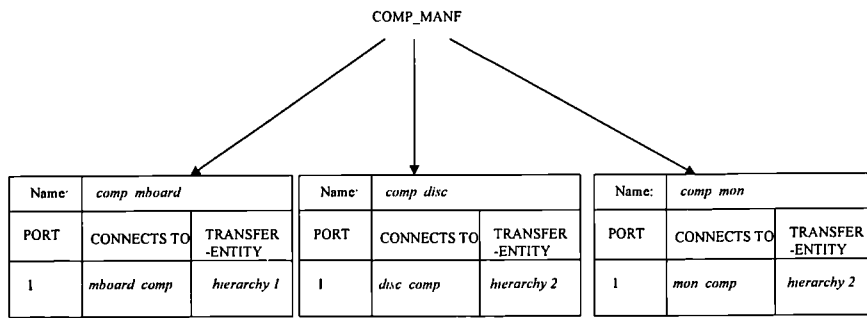 COMP_MANF
Name: comp mboard
PORT CONNECTS TO TRANSFER
-ENTITY
1 mboard comp hierarchy 1
Name: comp disc
PORT CONNECTS TO TRANSFER
-ENTITY
1 disc comp hierarchy 2
Name: comp mon
PORT CONNECTS TO TRANSFER
-ENTITY
1 mon comp hierarchy 2